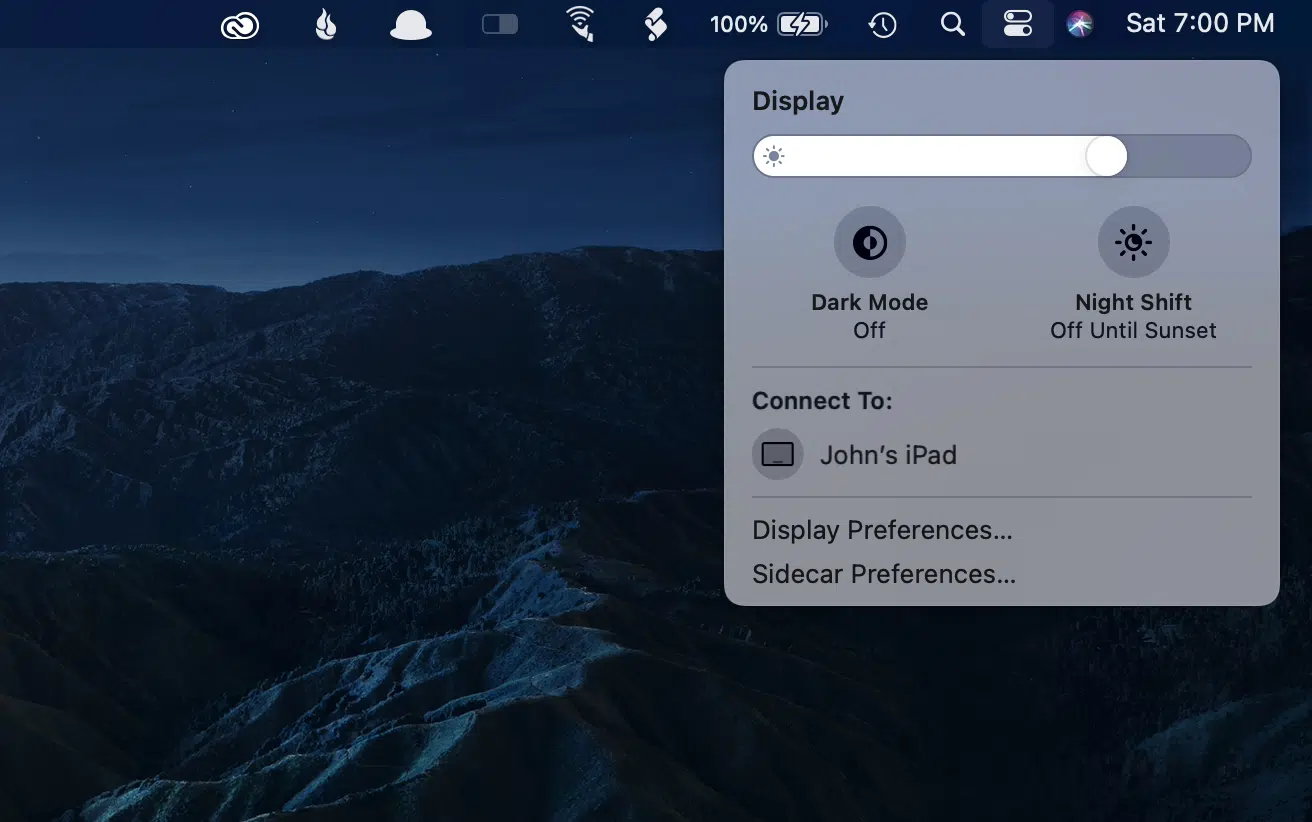 100% Sat 7:00 PM
Display
Dark Mode Night Shift
Off Off Until Sunset
Connect To:
John’s iPad
Display Preferences...
Sidecar Preferences...